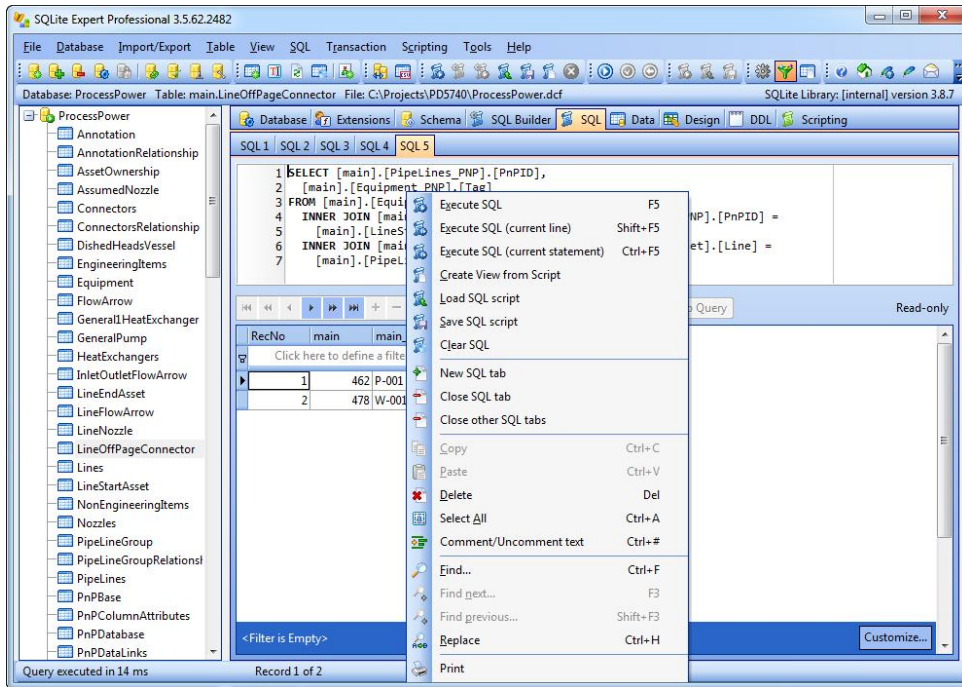 SQLite Expert Professional 3.5.62.2482
File Database Import/Export Table View SQL Transaction Scripting Tools Help
Database: ProcessPower Table: main.LineOffPageConnector File: C:\Projects\PD5740\ProcessPower.dcf SQLite Library: [internal] version 3.8.7
ProcessPower
Annotation
AnnotationRelationship
AssetOwnership
AssumedNozzle
Connectors
ConnectorsRelationship
DishedHeadsVessel
EngineeringItems
Equipment
FlowArrow
General1HeatExchanger
GeneralPump
HeatExchangers
InletOutletFlowArrow
LineEndAsset
LineFlowArrow
LineNozzle
LineOffPageConnector
Lines
LineStartAsset
NonEngineeringItems
Nozzles
PipeLineGroup
PipeLineGroupRelations
PipeLines
PnPBase
PnPColumnAttributes
PnPDatabase
PnPDataLinks
Database Extensions Schema SQL Builder SQL Data Design DDL Scripting
SQL 1 SQL 2 SQL 3 SQL 4 SQL 5
1 SELECT [main].[PipeLines_PNP].[PnPID],
2 [main].[Equipment_PNP].[Tag]
3 FROM [main].[Equi
4 INNER JOIN [mai NP].[PnPID] =
5 [main].[LineS
6 INNER JOIN [mai et].[Line] =
7 [main].[PipeL
Query Read-only
RecNo main main_
Click here to define a filte
1 462 P-001
2 478 W-001
Execute SQL F5
Execute SQL (current line) Shift+F5
Execute SQL (current statement) Ctrl+F5
Create View from Script
Load SQL script
Save SQL script
Clear SQL
New SQL tab
Close SQL tab
Close other SQL tabs
Copy Ctrl+C
Paste Ctrl+V
Delete Del
Select All Ctrl+A
Comment/Uncomment text Ctrl+#
Find... Ctrl+F
Find next... F3
Find previous... Shift+F3
Replace Ctrl+H
Print
<Filter is Empty> Customize...
Query executed in 14 ms Record 1 of 2